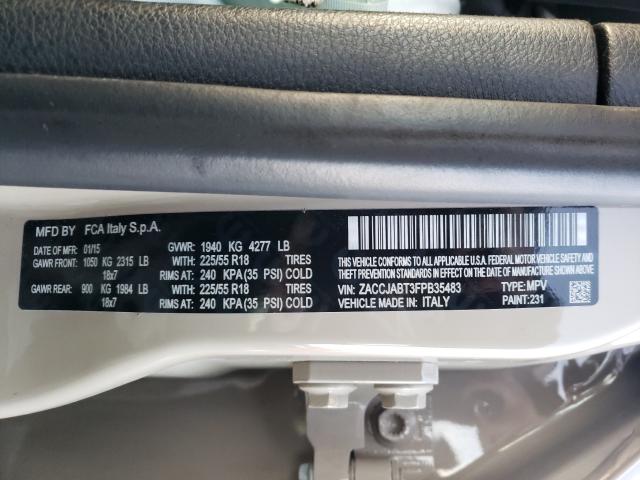 MFD BY FCA Italy S.p.A.
DATE OF MFR: 01/15 GVWR: 1940 KG 4277 LB
GAWR FRONT: 1050 KG 2315 LB WITH: 225/55 R18 TIRES
18x7 RIMS AT: 240 KPA(35 PSI) COLD
GAWR REAR: 900 KG 1984 LB WITH: 225/55 R18 TIRES
18x7 RIMS AT: 240 KPA(35 PSI) COLD
THIS VEHICLE CONFORMS TO ALL APPLICABLE U.S.A. FEDERAL MOTOR VEHICLE
SAFETY, BUMPER, AND THEFT PREVENTION STANDARDS IN EFFECT ON THE DATE OF MANUFACTURE SHOWN ABOVE
VIN: ZACCJABT3FPB35483 TYPE: MPV
VEHICLE MADE IN: ITALY PAINT: 231